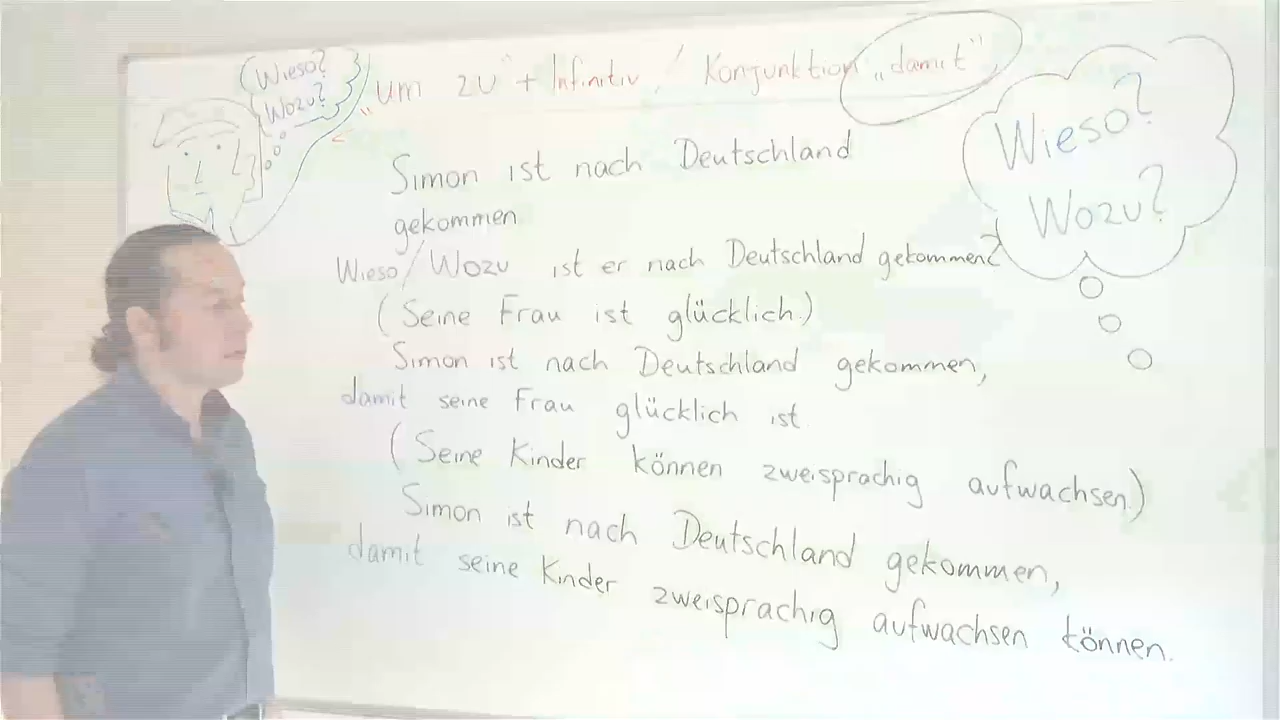 Wieso?
Wozu?
„um zu" + Infinitiv / Konjunktion „damit"
Wieso?
Wozu?
Simon ist nach Deutschland
gekommen.
Wieso/Wozu ist er nach Deutschland gekommen?
(Seine Frau ist glücklich.)
Simon ist nach Deutschland gekommen,
damit seine Frau glücklich ist.
(Seine Kinder können zweisprachig aufwachsen.)
Simon ist nach Deutschland gekommen,
damit seine Kinder zweisprachig aufwachsen können.